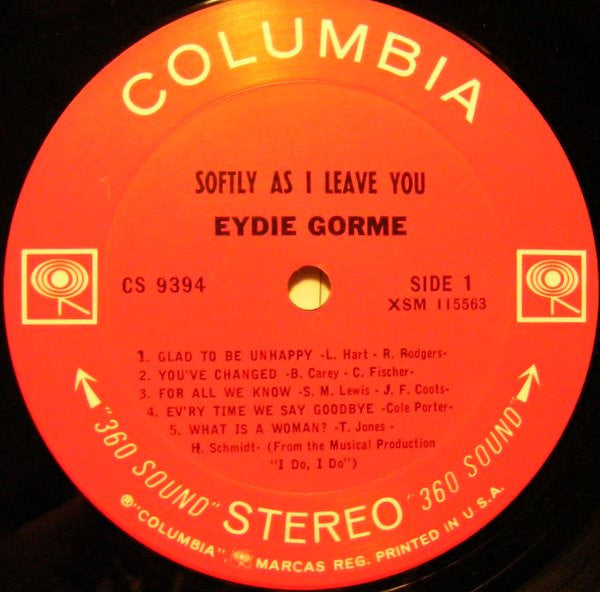 COLUMBIA
SOFTLY AS I LEAVE YOU
EYDIE GORME
CS 9394
SIDE 1
XSM 115563
1. GLAD TO BE UNHAPPY -L. Hart - R. Rodgers-
2. YOU'VE CHANGED -B. Carey - C. Fischer-
3. FOR ALL WE KNOW -S. M. Lewis - J. F. Coots-
4. EV'RY TIME WE SAY GOODBYE -Cole Porter-
5. WHAT IS A WOMAN? -T. Jones -
H. Schmidt- (From the Musical Production
"I Do, I Do")
"360 SOUND" STEREO "360 SOUND"
®"COLUMBIA", MARCAS REG. PRINTED IN U.S.A.